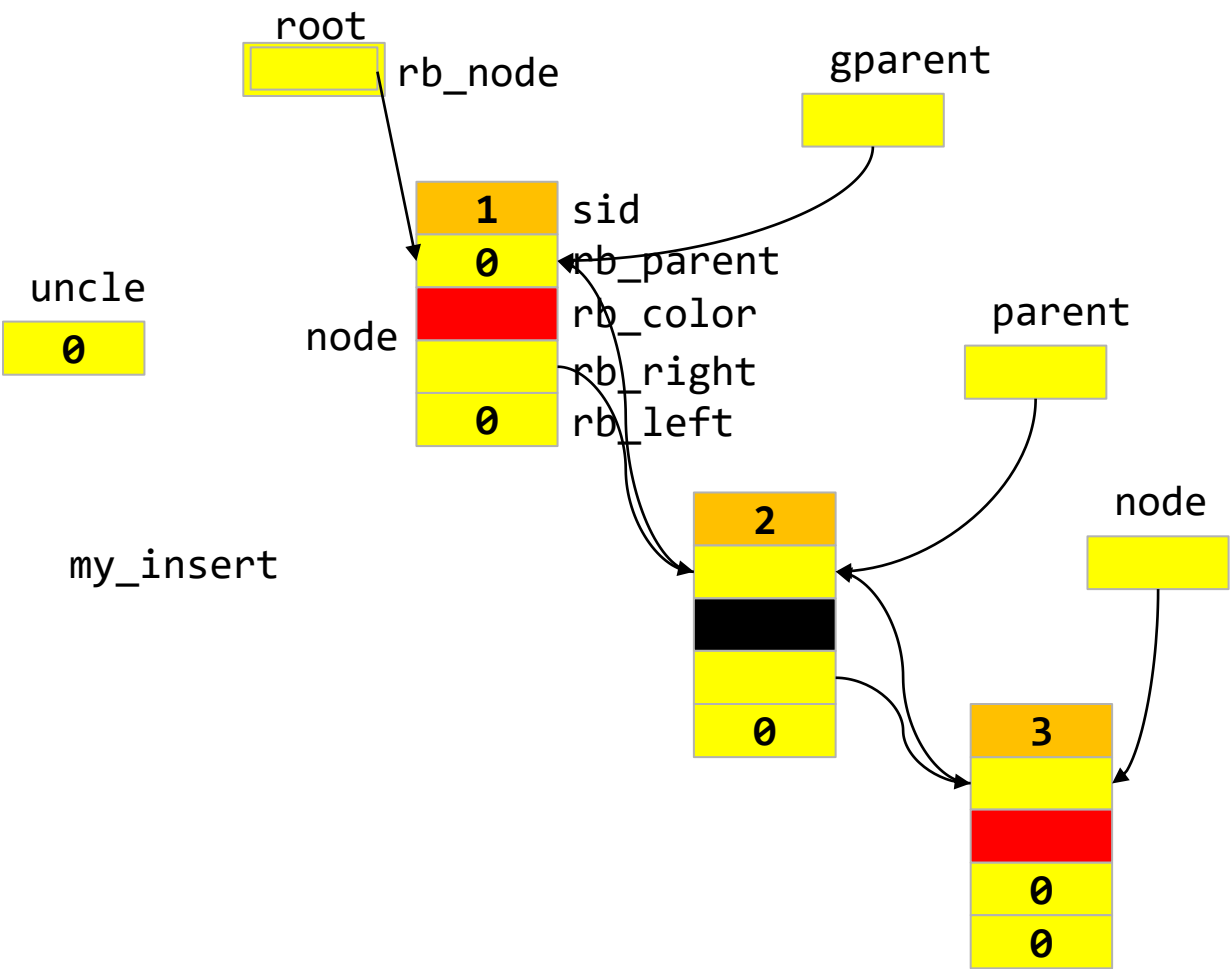 root
rb_node
gparent
1 sid
0 rb_parent
uncle
rb_color
parent
node
0
rb_right
0 rb_left
node
2
my_insert
0
3
0
0